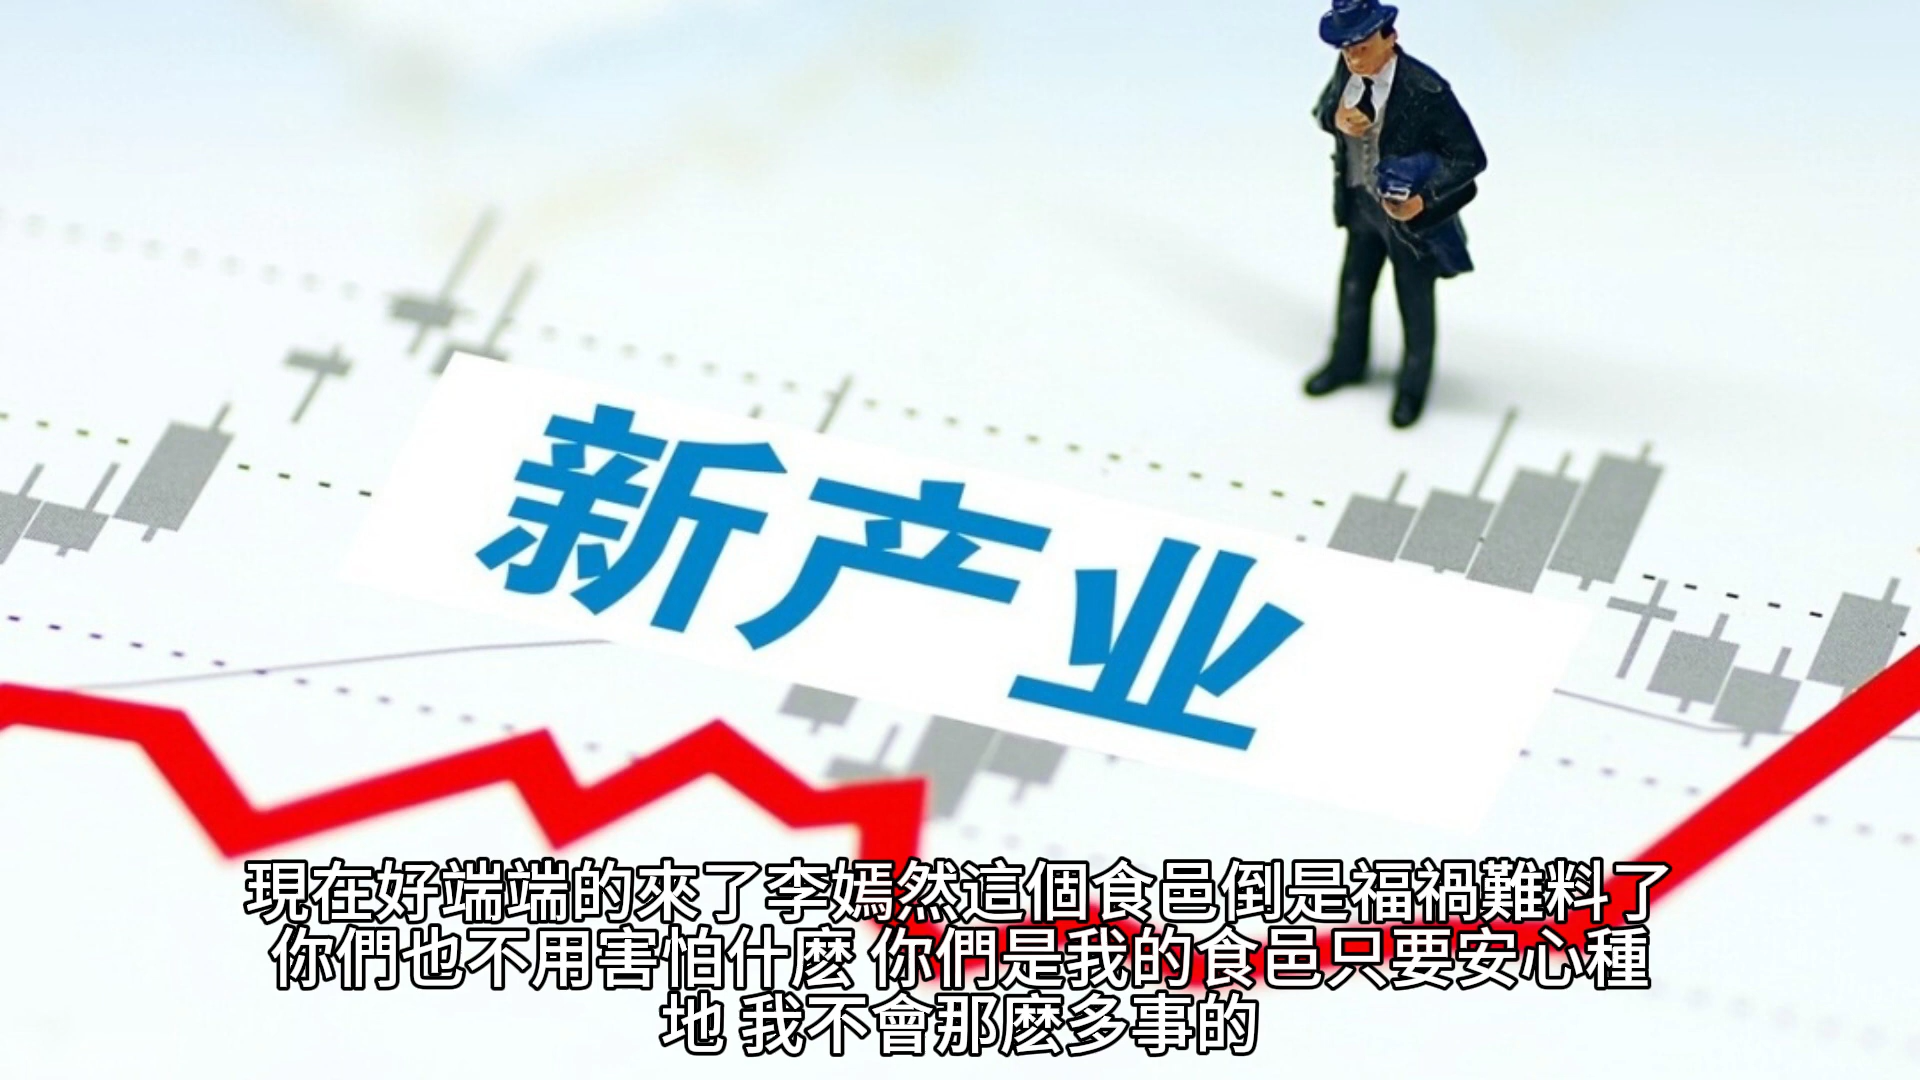 新产业
現在好端端的來了李嫣然這個食邑倒是福禍難料了
你們也不用害怕什麽 你們是我的食邑只要安心種
地 我不會那麽多事的